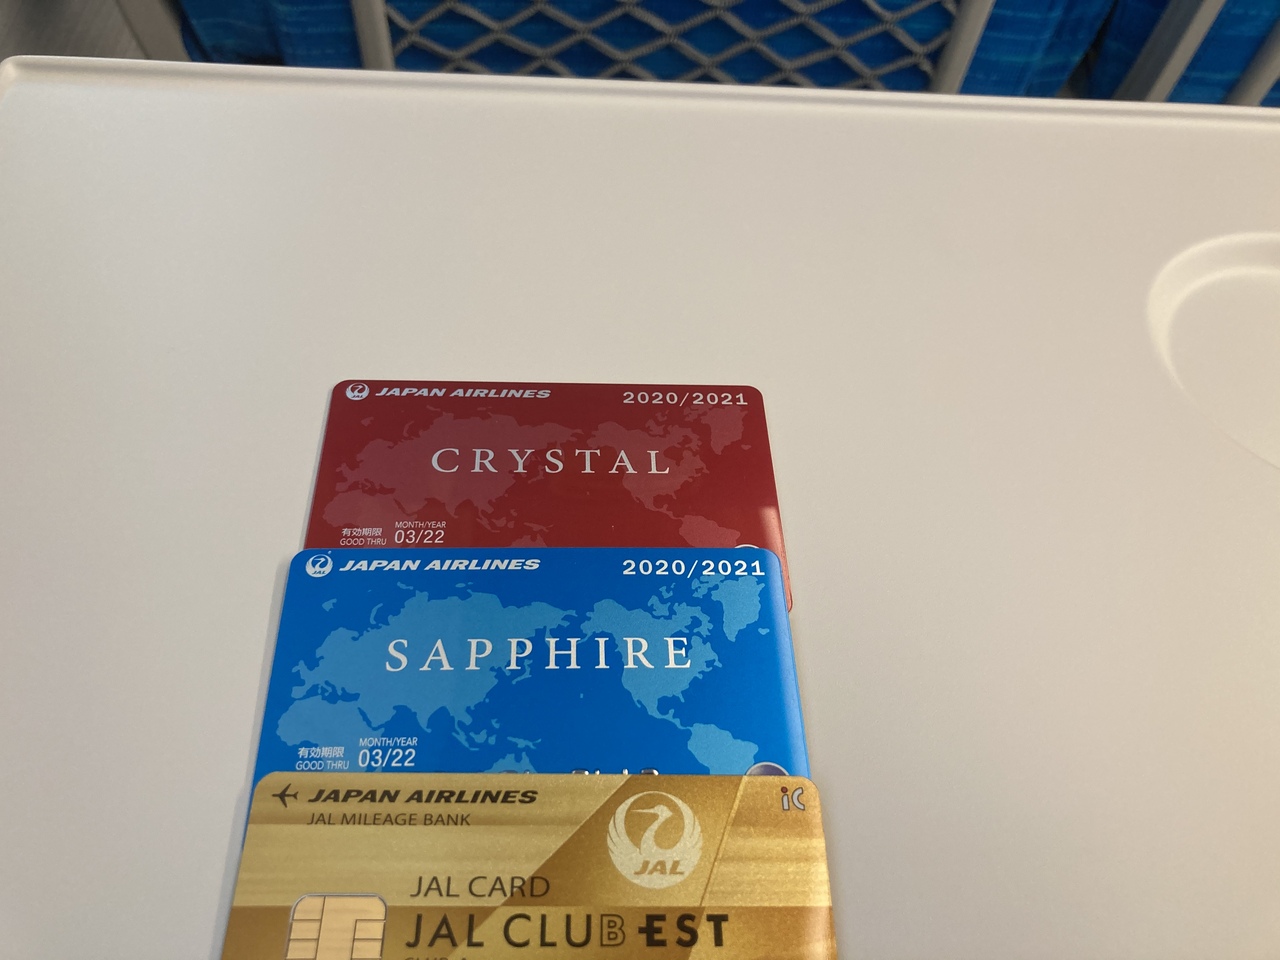 JAL JAPAN AIRLINES 2020/2021
CRYSTAL
有効期限 MONTH/YEAR
GOOD THRU 03/22
JAL JAPAN AIRLINES 2020/2021
SAPPHIRE
有効期限 MONTH/YEAR
GOOD THRU 03/22
JAPAN AIRLINES iC
JAL MILEAGE BANK
JAL
JAL CARD
JAL CLUB EST